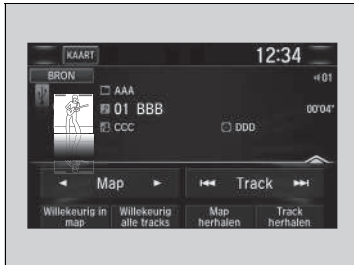 KAART 12:34
BRON 01
AAA
01 BBB 00'04"
CCC DDD
Map Track
Willekeurig in map Willekeurig alle tracks Map herhalen Track herhalen